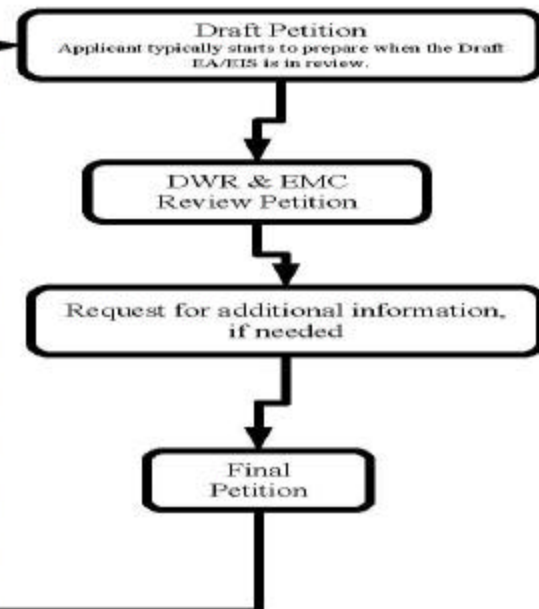 Draft Petition
Applicant typically starts to prepare when the Draft
EA/EIS is in review.
DWR & EMC
Review Petition
Request for additional information,
if needed
Final
Petition